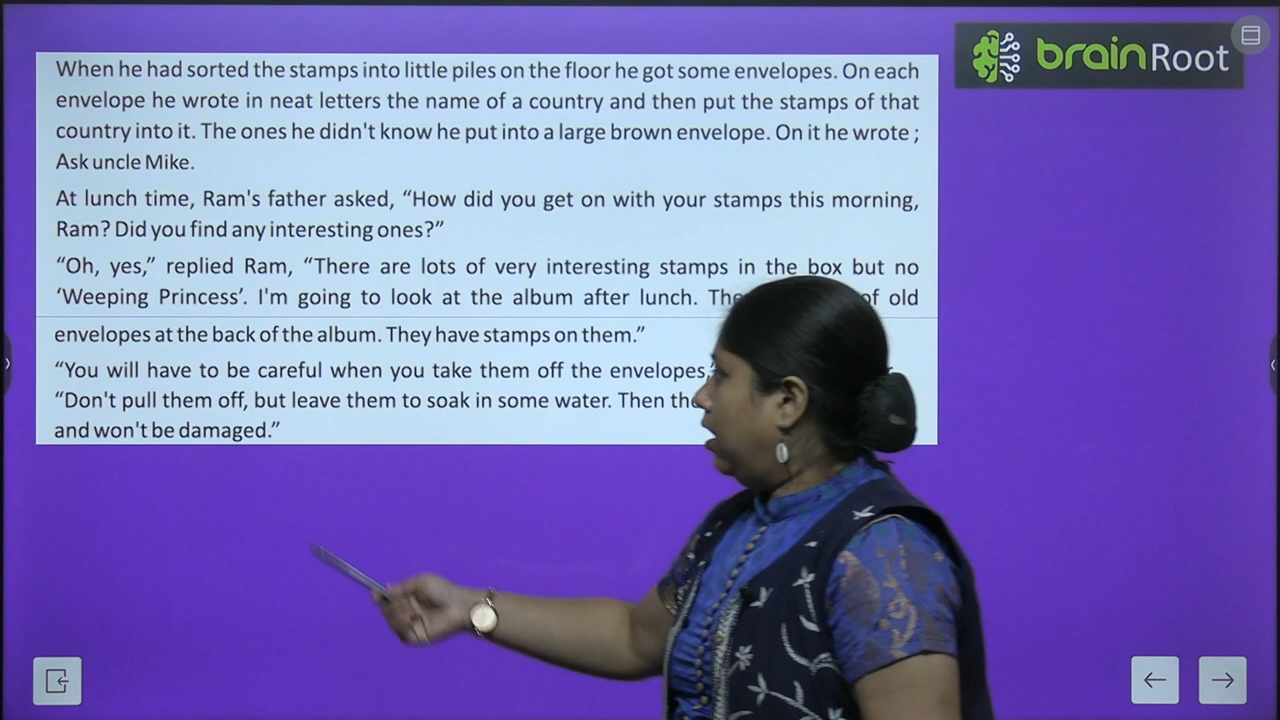 brainRoot
When he had sorted the stamps into little piles on the floor he got some envelopes. On each
envelope he wrote in neat letters the name of a country and then put the stamps of that
country into it. The ones he didn't know he put into a large brown envelope. On it he wrote ;
Ask uncle Mike.
At lunch time, Ram's father asked, “How did you get on with your stamps this morning,
Ram? Did you find any interesting ones?”
“Oh, yes,” replied Ram, “There are lots of very interesting stamps in the box but no
‘Weeping Princess’. I'm going to look at the album after lunch. of old
envelopes at the back of the album. They have stamps on them.”
“You will have to be careful when you take them off the envelopes,
“Don't pull them off, but leave them to soak in some water. Then
and won't be damaged.”